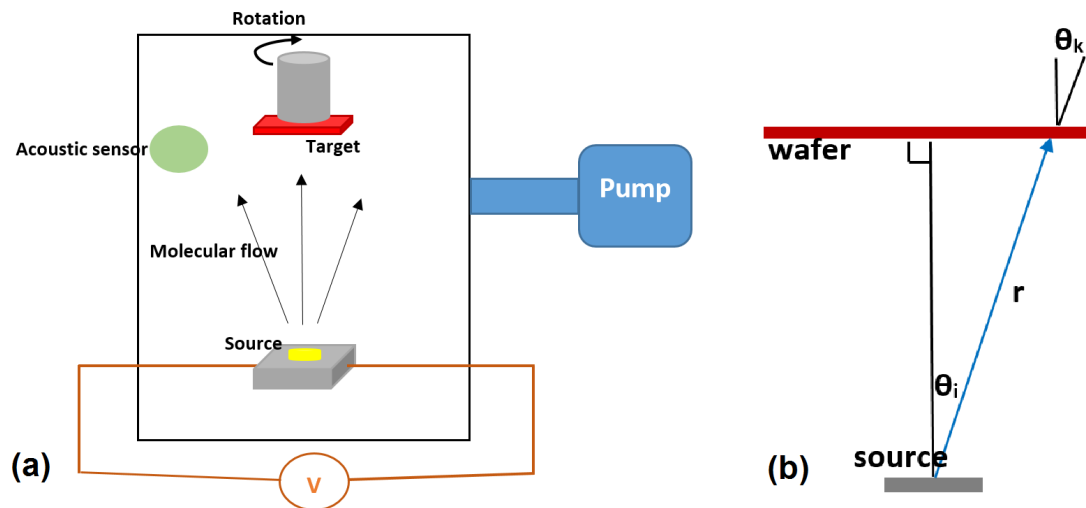 Rotation
Acoustic sensor
Target
Pump
Molecular flow
Source
V
(a)
θk
wafer
r
θi
source
(b)